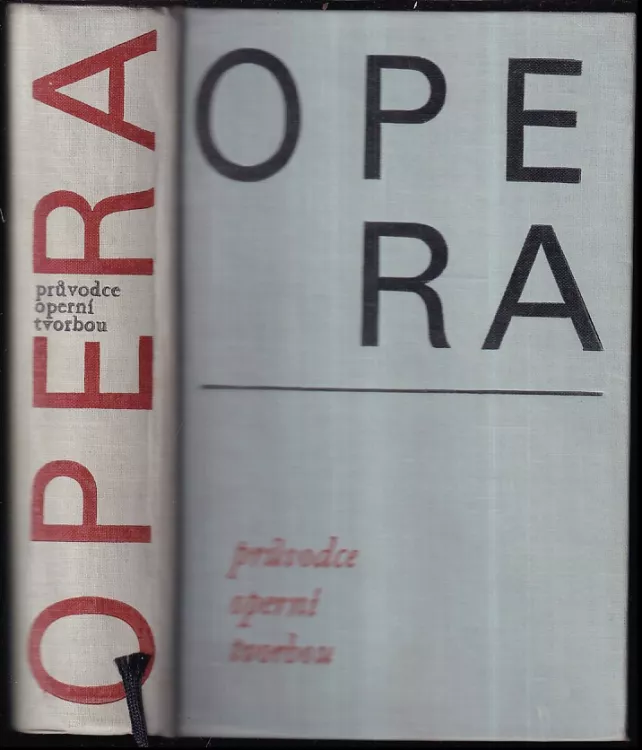 OPERA
průvodce
operní
tvorbou
OPE
RA
průvodce
operní
tvorbou